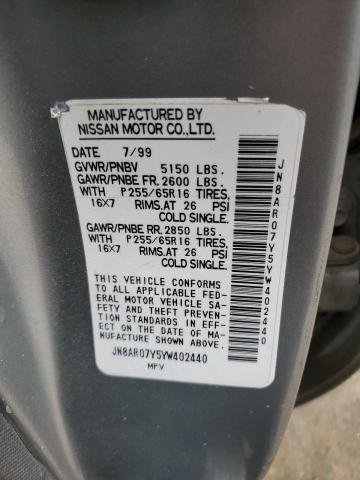 MANUFACTURED BY
NISSAN MOTOR CO.,LTD.
DATE 7/99
GVWR/PNBV 5150 LBS.
GAWR/PNBE FR. 2600 LBS.
WITH P255/65R16 TIRES,
16X7 RIMS.AT 26 PSI
COLD SINGLE.
GAWR/PNBE RR. 2850 LBS.
WITH P255/65R16 TIRES,
16X7 RIMS.AT 26 PSI
COLD SINGLE.
THIS VEHICLE CONFORMS
TO ALL APPLICABLE FED-
ERAL MOTOR VEHICLE SA-
FETY AND THEFT PREVENTION
STANDARDS IN EFF-
ECT ON THE DATE OF MA-
NUFACTURE SHOWN ABOVE.
JN8AR07Y5YW402440
MPV
JN8AR07Y5YW402440